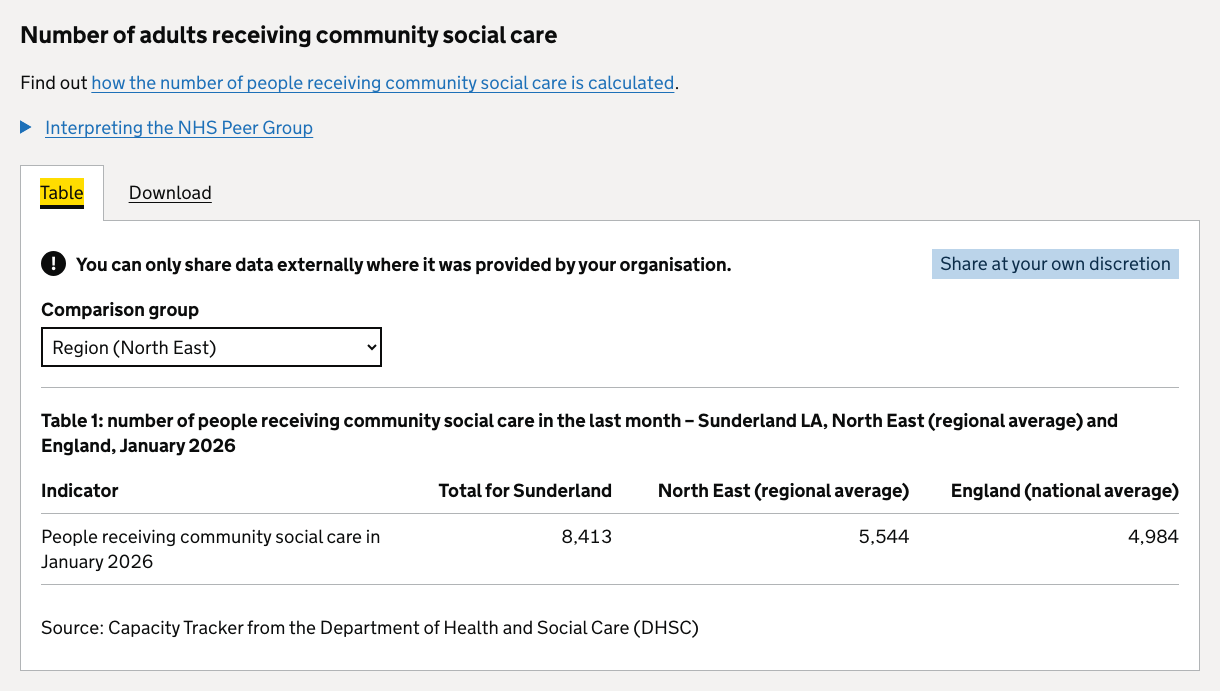 Number of adults receiving community social care
Find out how the number of people receiving community social care is calculated.
Interpreting the NHS Peer Group
Table
Download
! You can only share data externally where it was provided by your organisation.
Share at your own discretion
Comparison group
Region (North East)
Table 1: number of people receiving community social care in the last month – Sunderland LA, North East (regional average) and
England, January 2026
Indicator Total for Sunderland North East (regional average) England (national average)
People receiving community social care in 8,413 5,544 4,984
January 2026
Source: Capacity Tracker from the Department of Health and Social Care (DHSC)